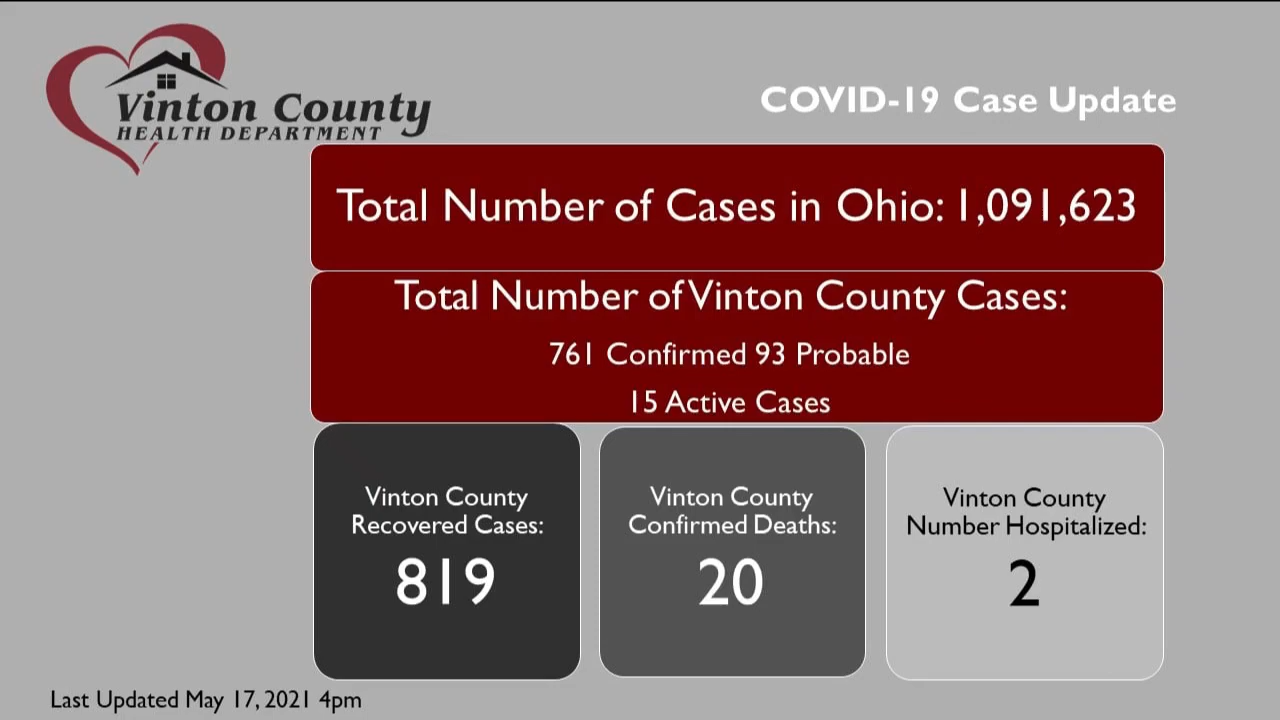 Vinton County
HEALTH DEPARTMENT
COVID-19 Case Update
Total Number of Cases in Ohio: 1,091,623
Total Number of Vinton County Cases:
761 Confirmed 93 Probable
15 Active Cases
Vinton County
Recovered Cases:
819
Vinton County
Confirmed Deaths:
20
Vinton County
Number Hospitalized:
2
Last Updated May 17, 2021 4pm